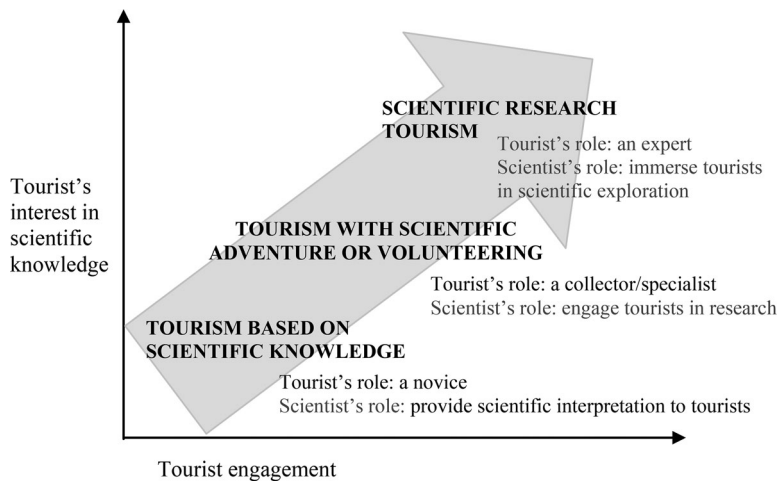 SCIENTIFIC RESEARCH
TOURISM
Tourist’s role: an expert
Scientist’s role: immerse tourists
in scientific exploration
Tourist’s
interest in
scientific
knowledge
TOURISM WITH SCIENTIFIC
ADVENTURE OR VOLUNTEERING
Tourist’s role: a collector/specialist
Scientist’s role: engage tourists in research
TOURISM BASED ON
SCIENTIFIC KNOWLEDGE
Tourist’s role: a novice
Scientist’s role: provide scientific interpretation to tourists
Tourist engagement